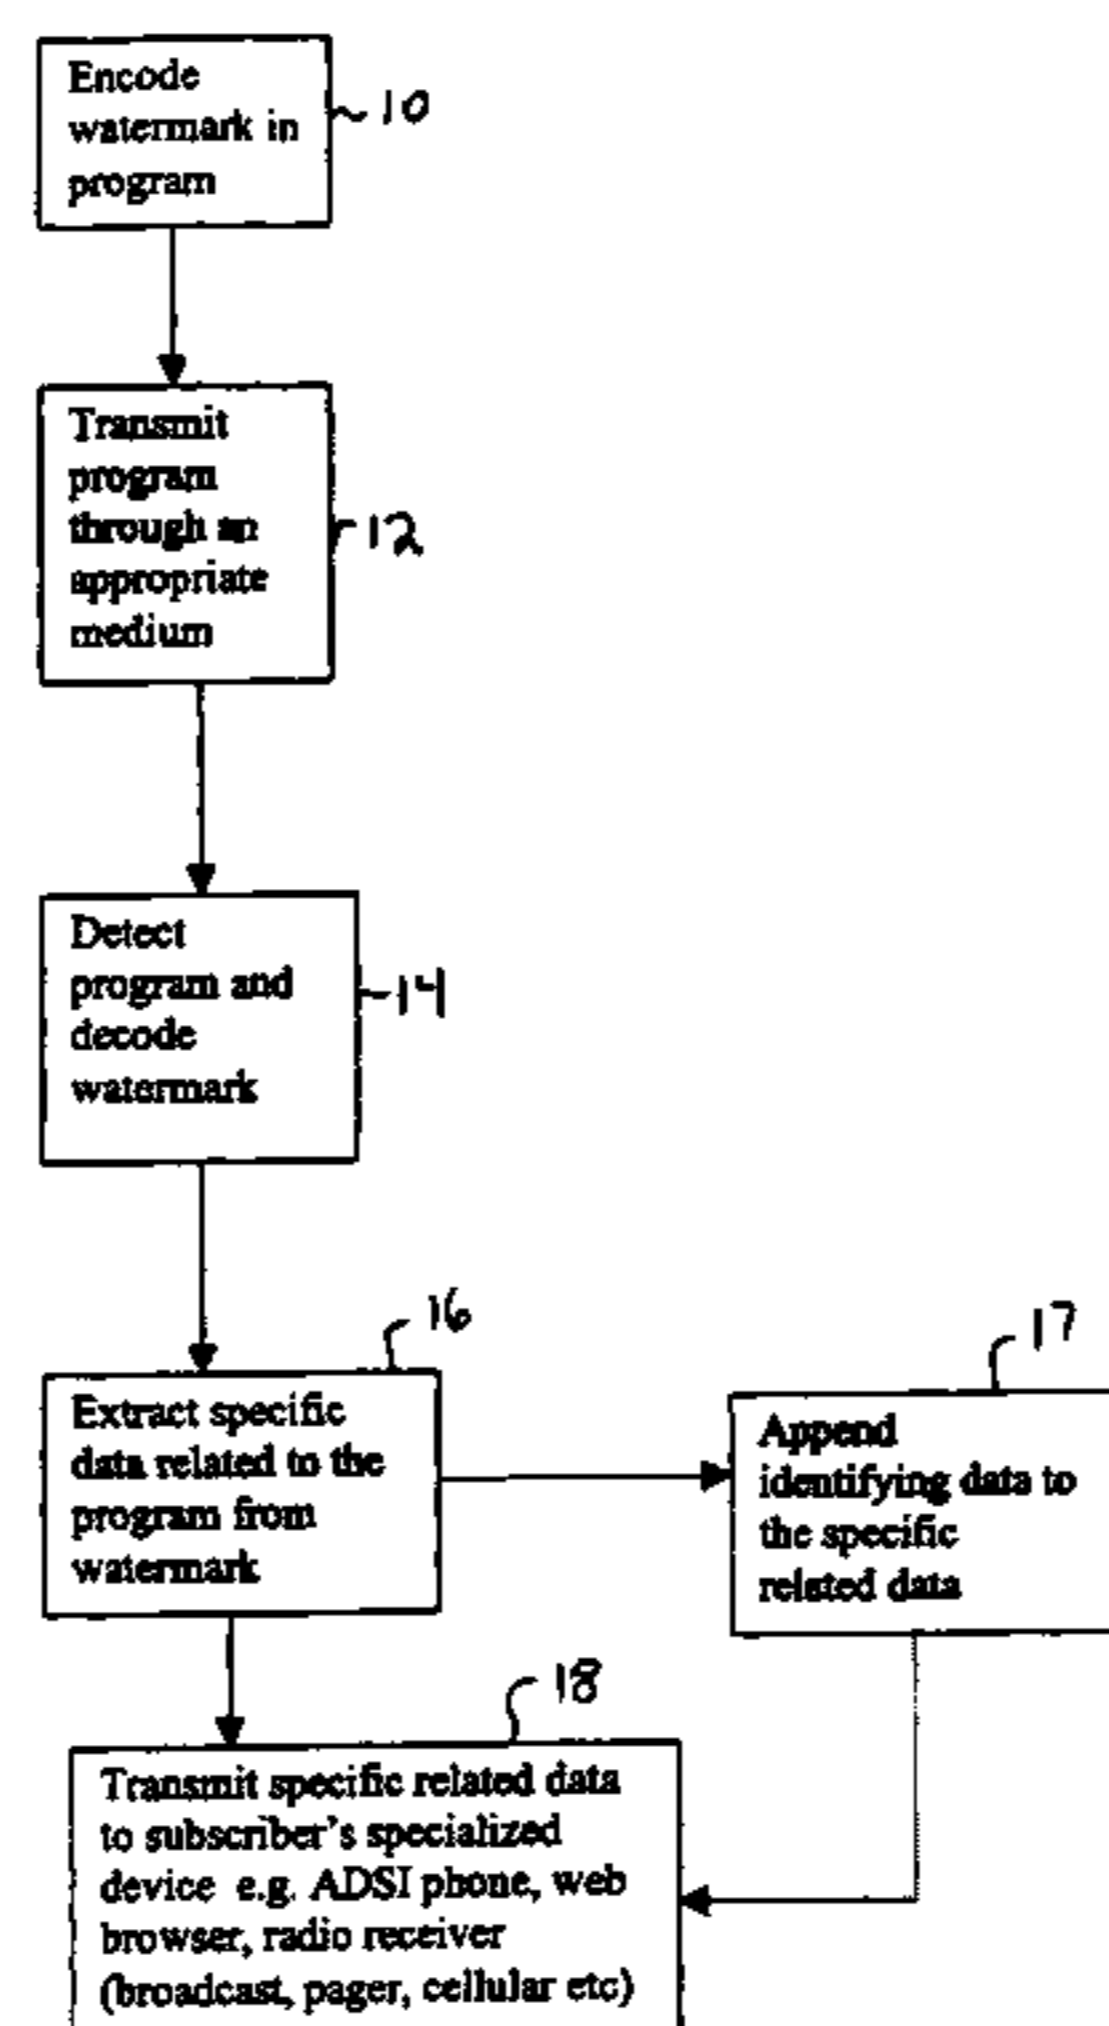 Encode
watermark in
program
10
Transmit
program
through an
appropriate
medium
12
Detect
program and
decode
watermark
14
16
Extract specific
data related to the
program from
watermark
17
Append
identifying data to
the specific
related data
18
Transmit specific related data
to subscriber's specialized
device e.g. ADSI phone, web
browser, radio receiver
(broadcast, pager, cellular etc)